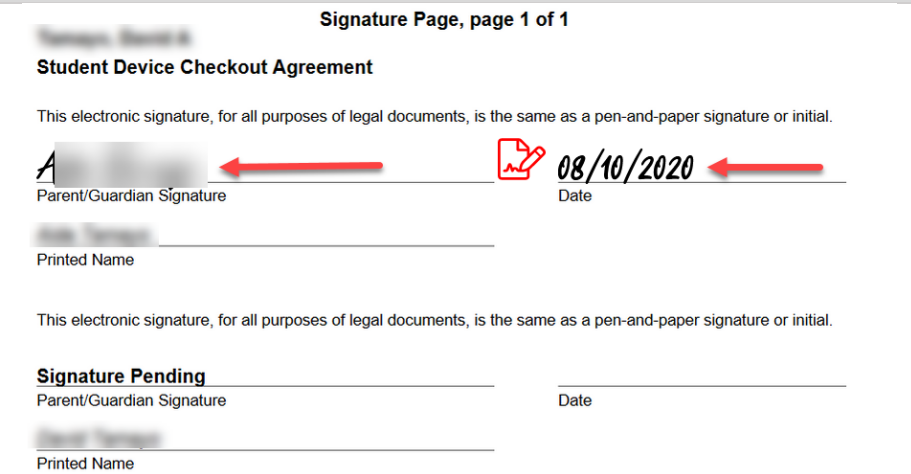 Signature Page, page 1 of 1
Student Device Checkout Agreement
This electronic signature, for all purposes of legal documents, is the same as a pen-and-paper signature or initial.
08/10/2020
Parent/Guardian Signature Date
Printed Name
This electronic signature, for all purposes of legal documents, is the same as a pen-and-paper signature or initial.
Signature Pending
Parent/Guardian Signature Date
Printed Name